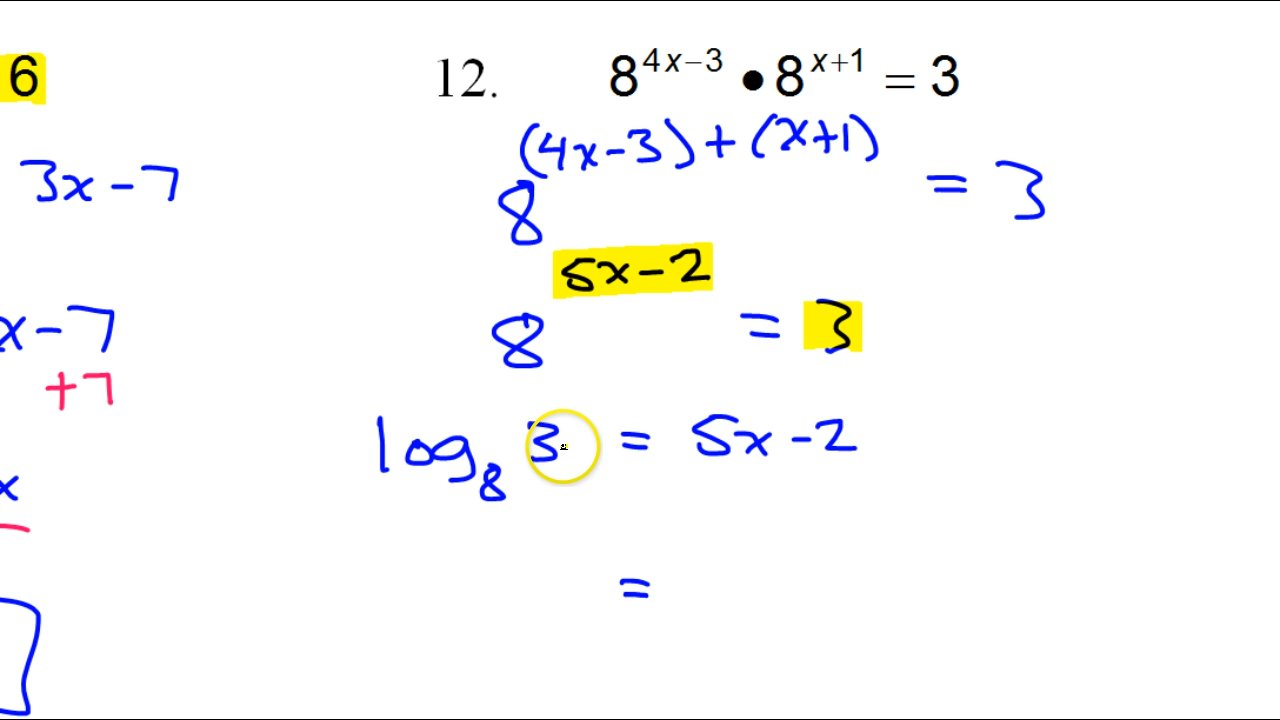 6
3x - 7
x - 7
+7
x
12. 8^{4x-3} • 8^{x+1} = 3
8^{(4x-3)+(x+1)} = 3
8^{5x-2} = 3
log_8 3 = 5x - 2
=